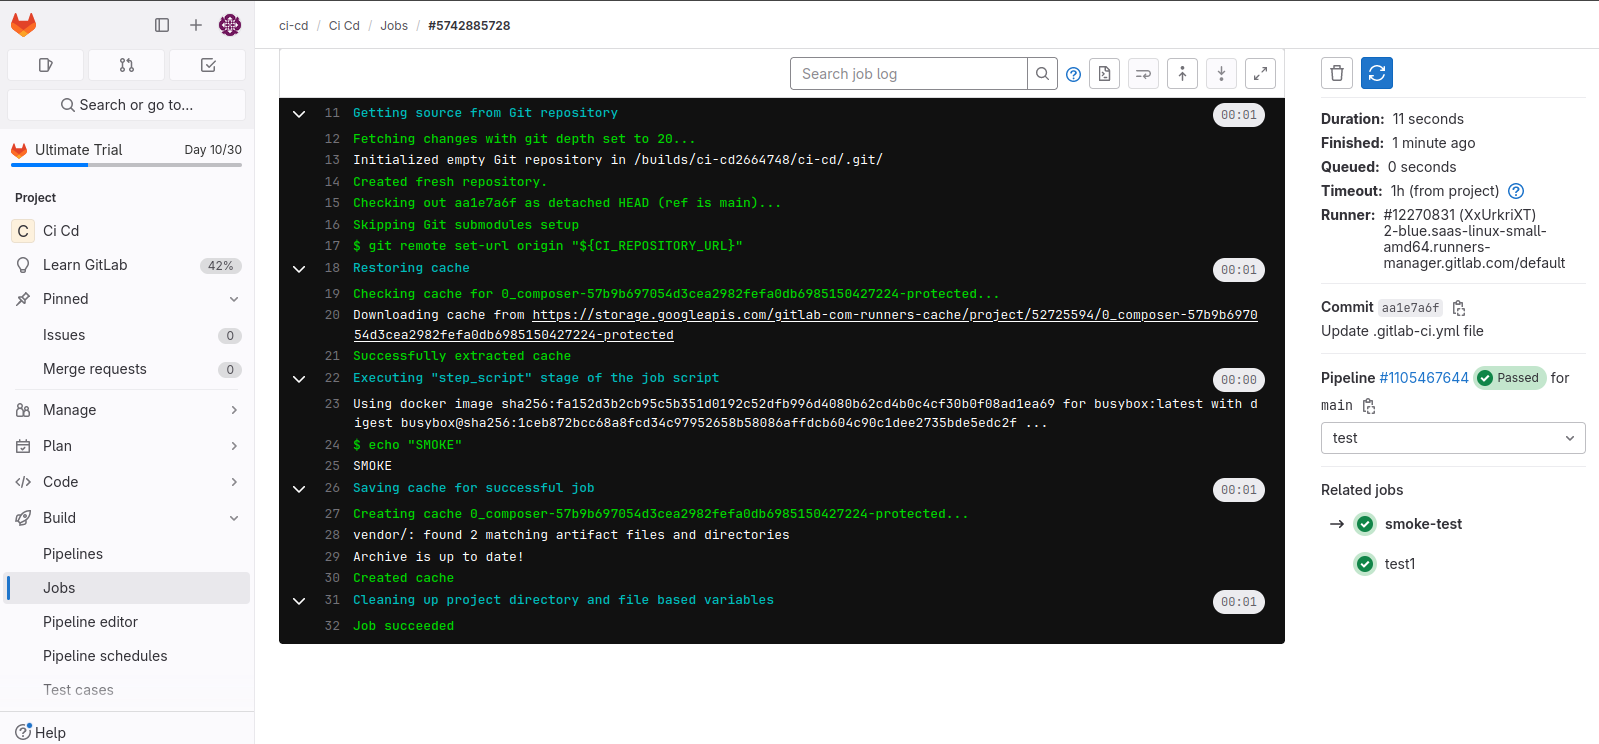 ci-cd / Ci Cd / Jobs / #5742885728
Search or go to...
Ultimate Trial Day 10/30
Project
C Ci Cd
Learn GitLab 42%
Pinned
Issues 0
Merge requests 0
Manage
Plan
Code
Build
Pipelines
Jobs
Pipeline editor
Pipeline schedules
Test cases
Help
Search job log
11 Getting source from Git repository 00:01
12 Fetching changes with git depth set to 20...
13 Initialized empty Git repository in /builds/ci-cd2664748/ci-cd/.git/
14 Created fresh repository.
15 Checking out aa1e7a6f as detached HEAD (ref is main)...
16 Skipping Git submodules setup
17 $ git remote set-url origin "${CI_REPOSITORY_URL}"
18 Restoring cache 00:01
19 Checking cache for 0_composer-57b9b697054d3cea2982fefa0db6985150427224-protected...
20 Downloading cache from https://storage.googleapis.com/gitlab-com-runners-cache/project/52725594/0_composer-57b9b6970
54d3cea2982fefa0db6985150427224-protected
21 Successfully extracted cache
22 Executing "step_script" stage of the job script 00:00
23 Using docker image sha256:fa152d3b2cb95c5b351d0192c52dfb996d4080b62cd4b0c4cf30b0f08ad1ea69 for busybox:latest with d
igest busybox@sha256:1ceb872bcc68a8fcd34c97952658b58086affdcb604c90c1dee2735bde5edc2f ...
24 $ echo "SMOKE"
25 SMOKE
26 Saving cache for successful job 00:01
27 Creating cache 0_composer-57b9b697054d3cea2982fefa0db6985150427224-protected...
28 vendor/: found 2 matching artifact files and directories
29 Archive is up to date!
30 Created cache
31 Cleaning up project directory and file based variables 00:01
32 Job succeeded
Duration: 11 seconds
Finished: 1 minute ago
Queued: 0 seconds
Timeout: 1h (from project)
Runner: #12270831 (XxUrkriXT)
2-blue.saas-linux-small-
amd64.runners-
manager.gitlab.com/default
Commit aa1e7a6f
Update .gitlab-ci.yml file
Pipeline #1105467644 Passed for
main
test
Related jobs
→ smoke-test
test1